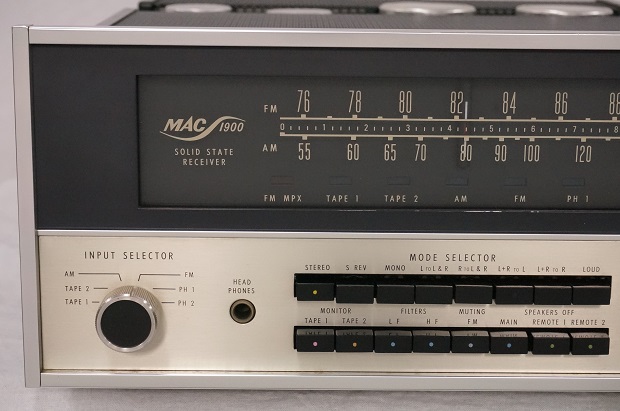 FM 76 78 80 82 84 86 88
0 1 2 3 4 5 6 7 8
AM 55 60 65 70 80 90 100 120
MAC 1900
SOLID STATE
RECEIVER
FM MPX TAPE 1 TAPE 2 AM FM PH 1
INPUT SELECTOR
AM FM
TAPE 2 PH 1
TAPE 1 PH 2
HEAD
PHONES
MODE SELECTOR
STEREO S REV MONO L TO L & R R TO L & R L+R TO L L+R TO R LOUD
MONITOR FILTERS MUTING SPEAKERS OFF
TAPE 1 TAPE 2 L F H F FM MAIN REMOTE 1 REMOTE 2